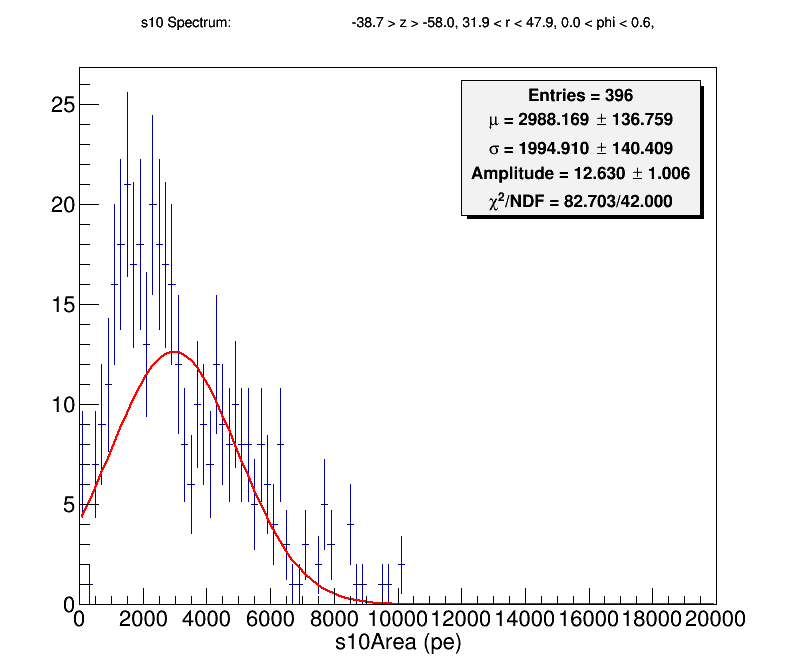 s10 Spectrum: -38.7 > z > -58.0, 31.9 < r < 47.9, 0.0 < phi < 0.6,
Entries = 396
μ = 2988.169 ± 136.759
σ = 1994.910 ± 140.409
Amplitude = 12.630 ± 1.006
χ²/NDF = 82.703/42.000
25
20
15
10
5
0
0 2000 4000 6000 8000 10000 12000 14000 16000 18000 20000
s10Area (pe)